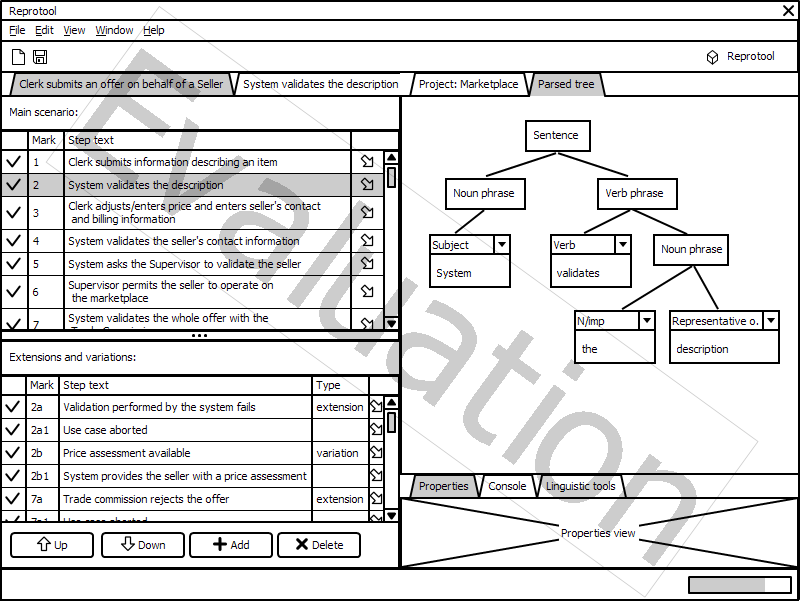 Reprotool
File Edit View Window Help
Reprotool
Clerk submits an offer on behalf of a Seller
System validates the description
Project: Marketplace
Parsed tree
Main scenario:
Mark Step text
1 Clerk submits information describing an item
2 System validates the description
3 Clerk adjusts/enters price and enters seller's contact
and billing information
4 System validates the seller's contact information
5 System asks the Supervisor to validate the seller
6 Supervisor permits the seller to operate on
the marketplace
7 System validates the whole offer with the
Extensions and variations:
Mark Step text Type
2a Validation performed by the system fails extension
2a1 Use case aborted
2b Price assessment available variation
2b1 System provides the seller with a price assessment
7a Trade commission rejects the offer extension
7a1 Use case aborted
Up Down Add Delete
Sentence
Noun phrase
Verb phrase
Subject
System
Verb
validates
Noun phrase
N/imp
the
Representative o.
description
Properties Console Linguistic tools
Properties view
Evaluation